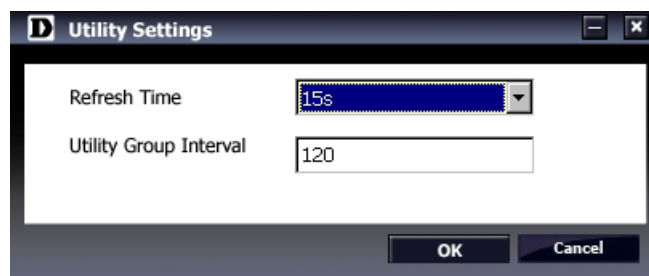 D Utility Settings
Refresh Time 15s
Utility Group Interval 120
OK Cancel